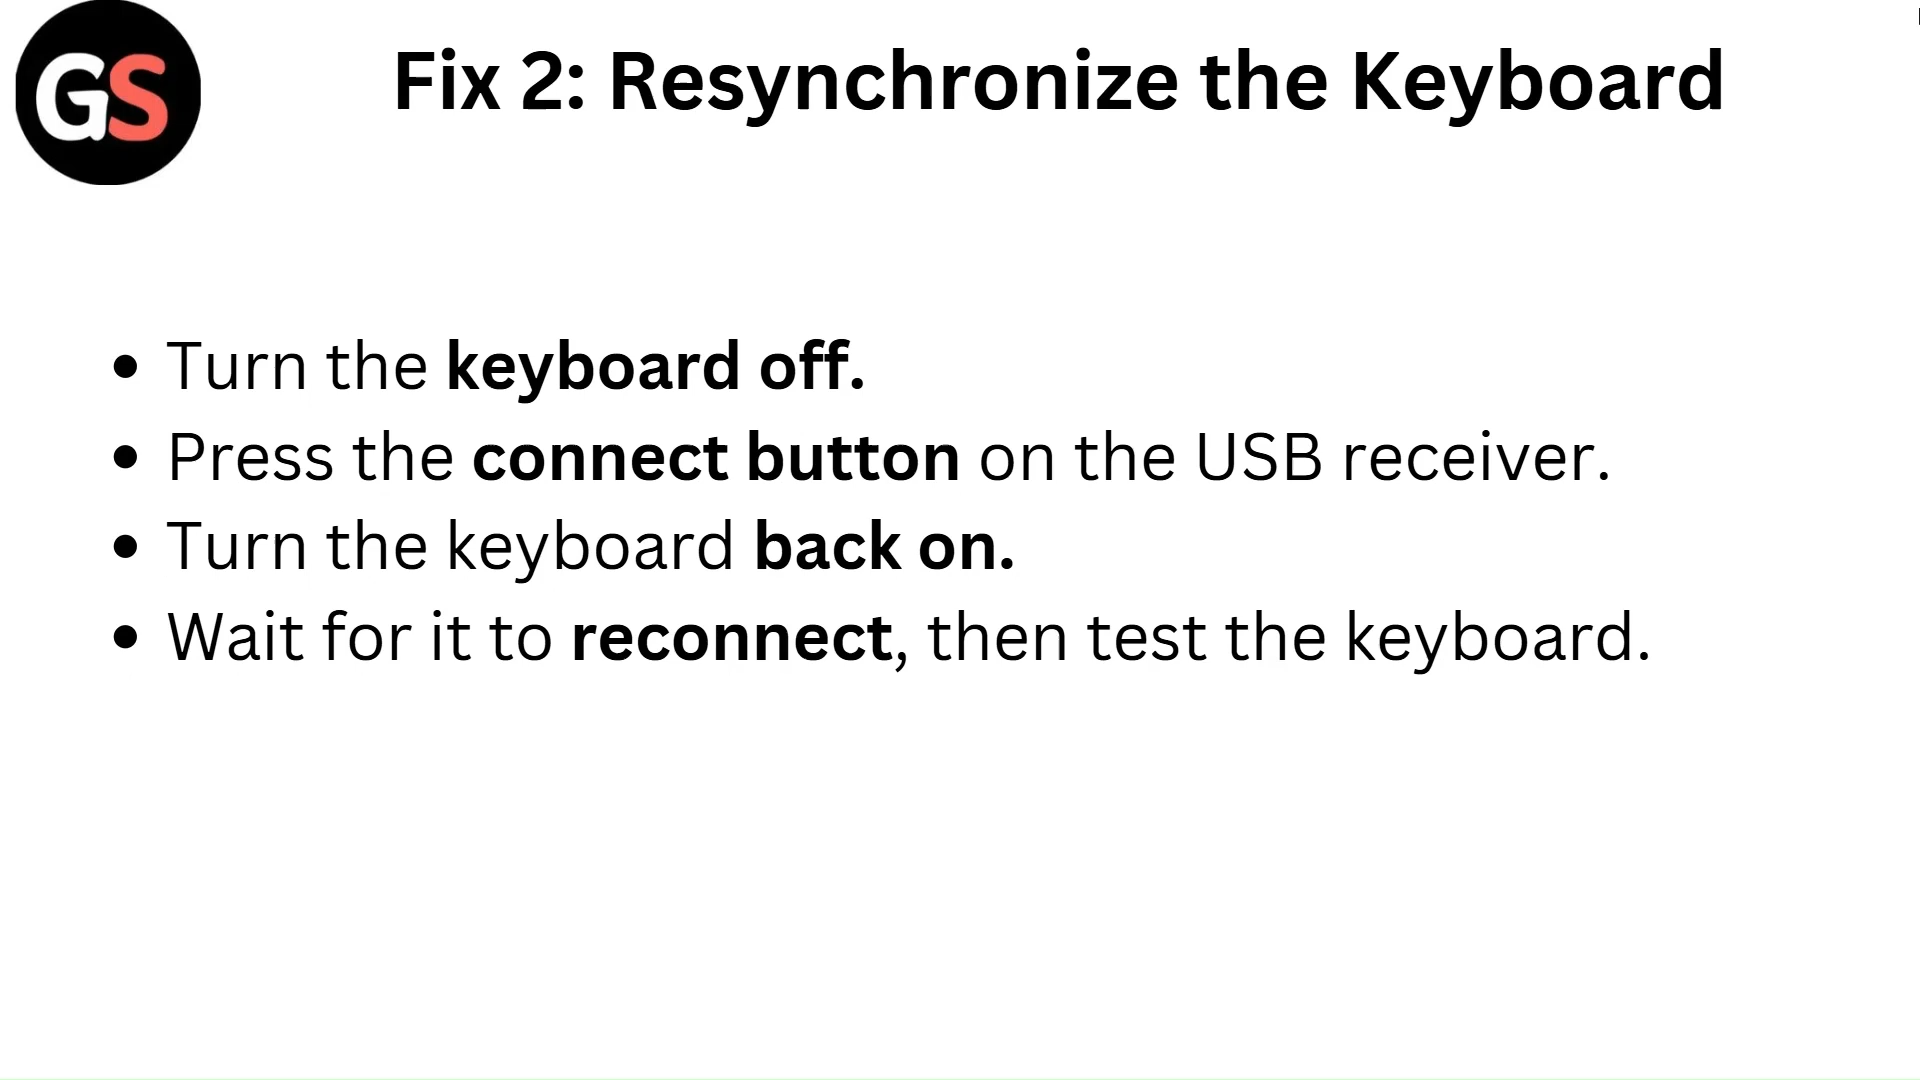 GS
Fix 2: Resynchronize the Keyboard
• Turn the keyboard off.
• Press the connect button on the USB receiver.
• Turn the keyboard back on.
• Wait for it to reconnect, then test the keyboard.